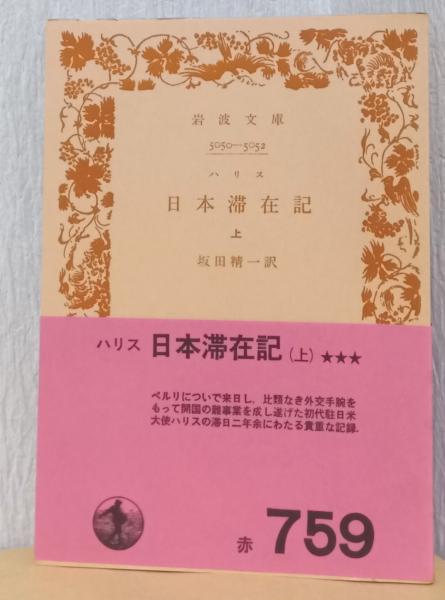 岩波文庫
5050—5052
ハリス
日本滞在記
上
坂田精一訳
ハリス 日本滞在記(上) ★★★
ペルリについで来日し，比類なき外交手腕を
もって開国の難事業を成し遂げた初代駐日米
大使ハリスの滞日二年余にわたる貴重な記録.
赤 759